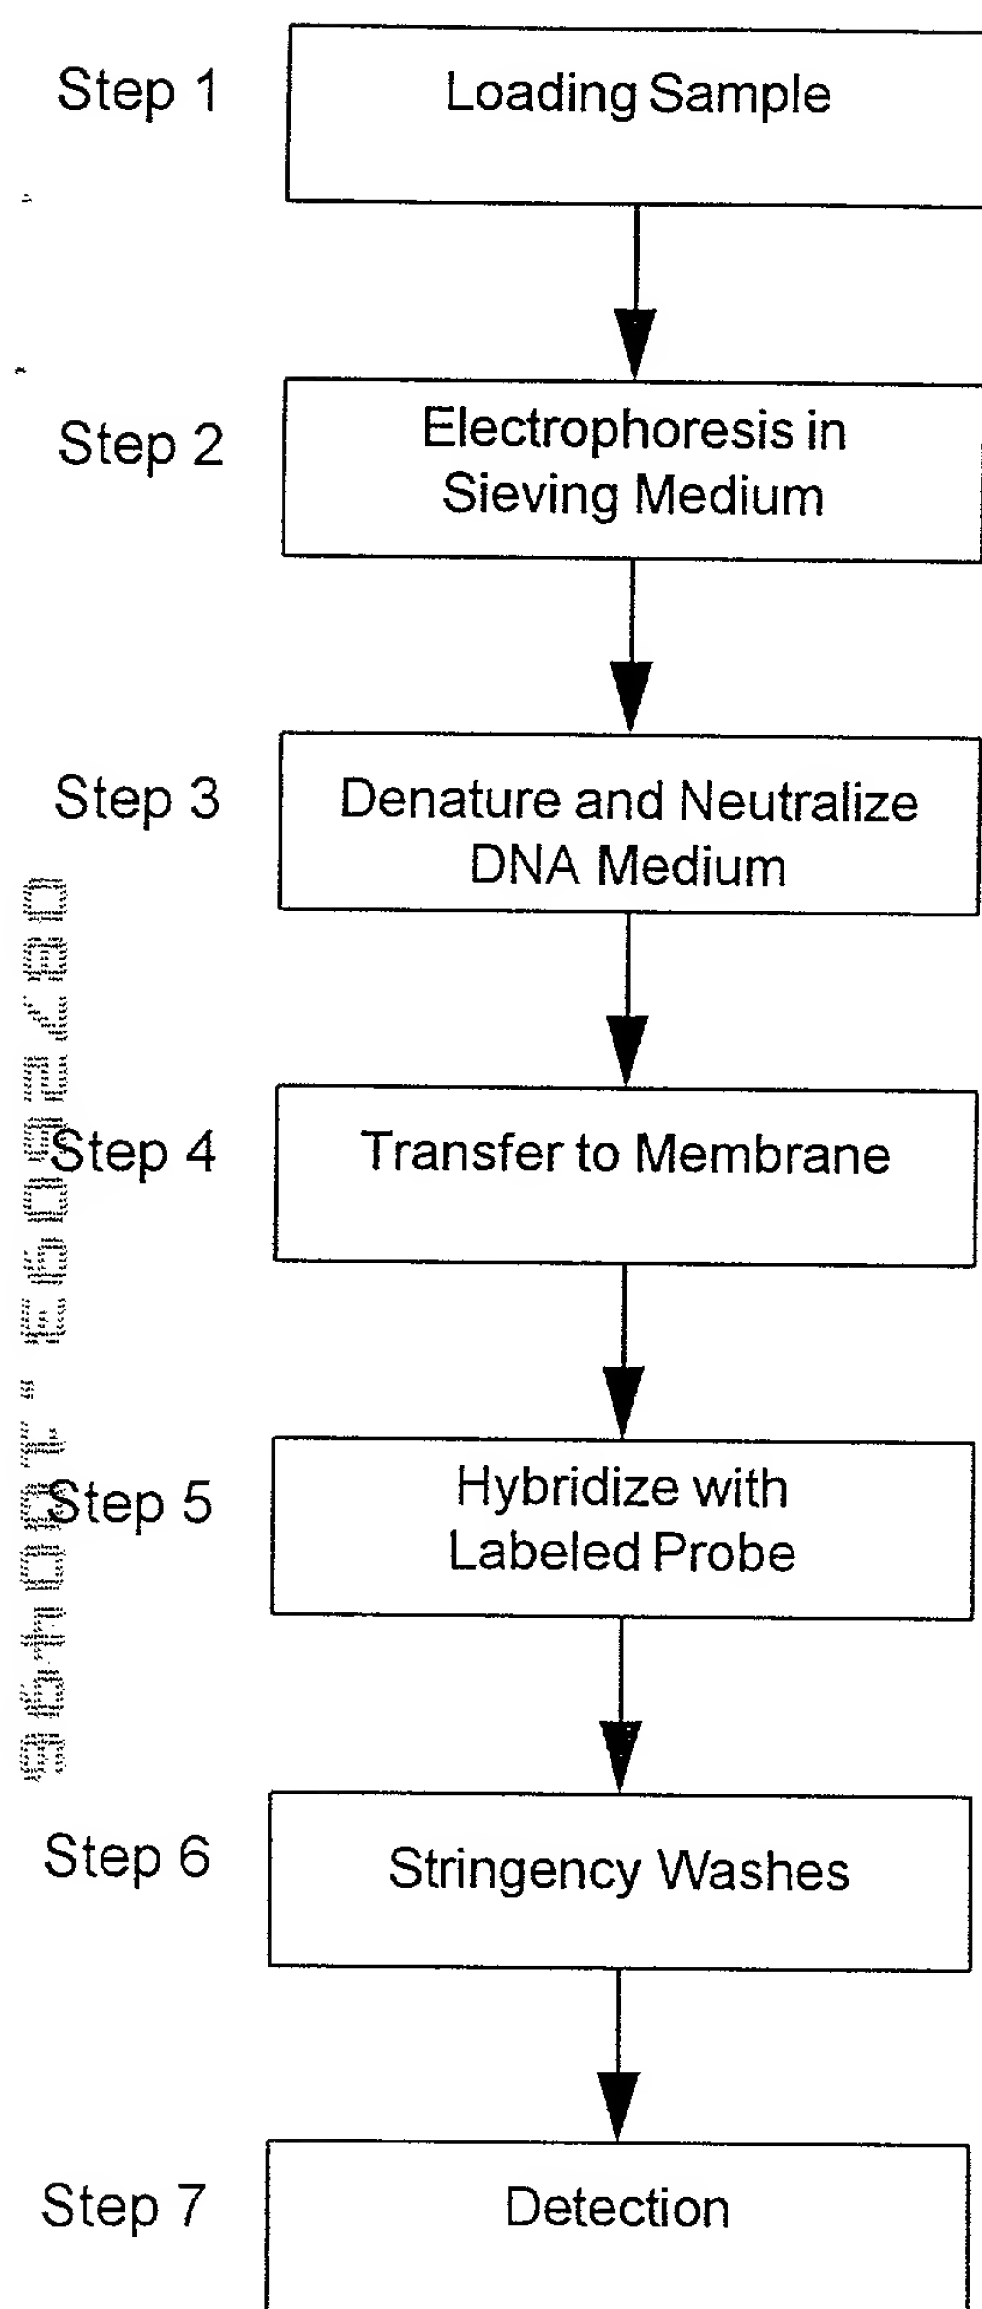 Step 1
Loading Sample
Step 2
Electrophoresis in
Sieving Medium
Step 3
Denature and Neutralize
DNA Medium
Step 4
Transfer to Membrane
Step 5
Hybridize with
Labeled Probe
Step 6
Stringency Washes
Step 7
Detection